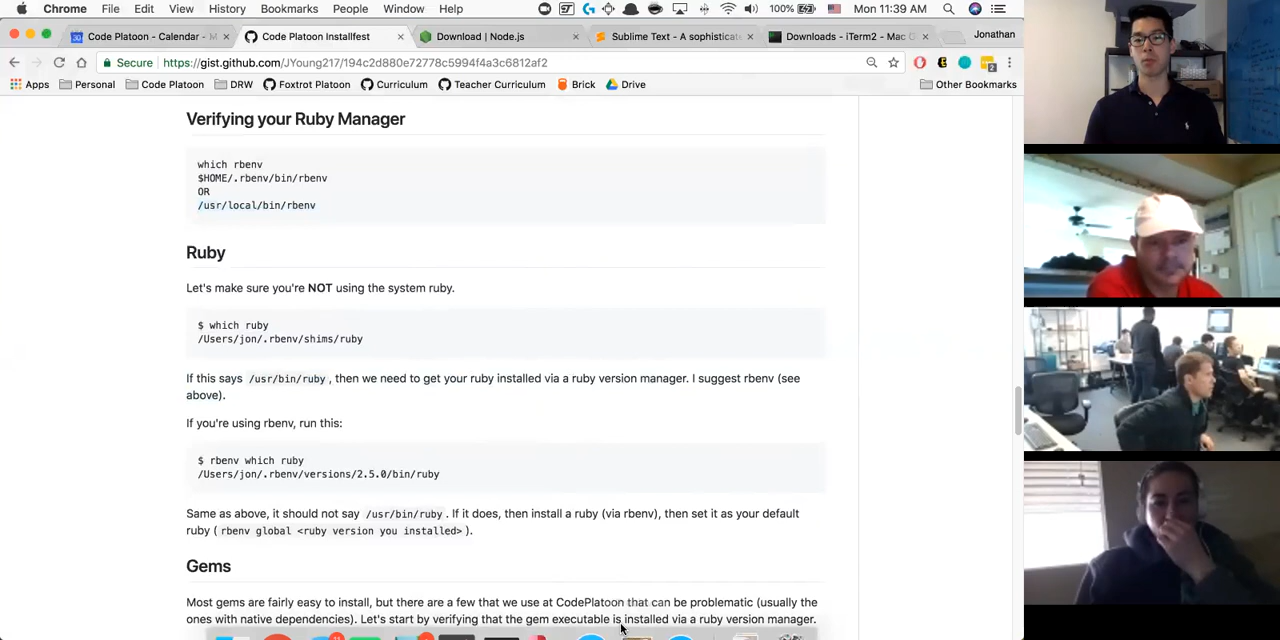 Chrome File Edit View History Bookmarks People Window Help 100% Mon 11:39 AM
Code Platoon - Calendar - M Code Platoon Installfest Download | Node.js Sublime Text - A sophisticate Downloads - iTerm2 - Mac O Jonathan
Secure https://gist.github.com/JYoung217/194c2d880e72778c5994f4a3c6812af2
Apps Personal Code Platoon DRW Foxtrot Platoon Curriculum Teacher Curriculum Brick Drive Other Bookmarks
Verifying your Ruby Manager
which rbenv
$HOME/.rbenv/bin/rbenv
OR
/usr/local/bin/rbenv
Ruby
Let's make sure you're NOT using the system ruby.
$ which ruby
/Users/jon/.rbenv/shims/ruby
If this says /usr/bin/ruby, then we need to get your ruby installed via a ruby version manager. I suggest rbenv (see
above).
If you're using rbenv, run this:
$ rbenv which ruby
/Users/jon/.rbenv/versions/2.5.0/bin/ruby
Same as above, it should not say /usr/bin/ruby. If it does, then install a ruby (via rbenv), then set it as your default
ruby ( rbenv global <ruby version you installed> ).
Gems
Most gems are fairly easy to install, but there are a few that we use at CodePlatoon that can be problematic (usually the
ones with native dependencies). Let's start by verifying that the gem executable is installed via a ruby version manager.